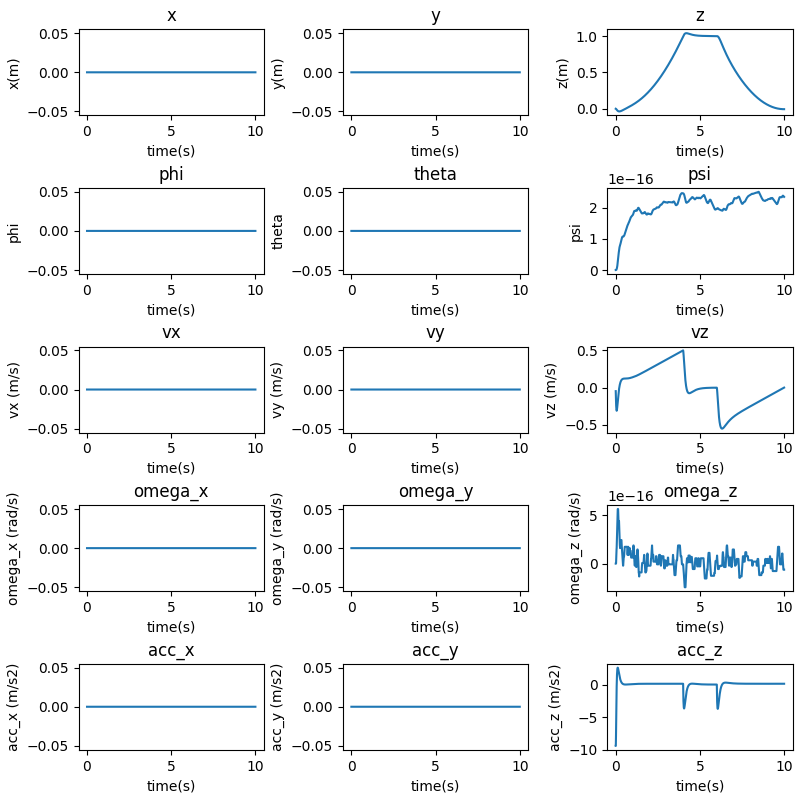 x
y
z
x(m)
0.05
0.00
−0.05
0
5
10
time(s)
y(m)
0.05
0.00
−0.05
0
5
10
time(s)
z(m)
1.0
0.5
0.0
0
5
10
time(s)
phi
theta
psi
phi
0.05
0.00
−0.05
0
5
10
time(s)
theta
0.05
0.00
−0.05
0
5
10
time(s)
1e−16
psi
2
1
0
0
5
10
time(s)
vx
vy
vz
vx (m/s)
0.05
0.00
−0.05
0
5
10
time(s)
vy (m/s)
0.05
0.00
−0.05
0
5
10
time(s)
vz (m/s)
0.5
0.0
−0.5
0
5
10
time(s)
omega_x
omega_y
omega_z
omega_x (rad/s)
0.05
0.00
−0.05
0
5
10
time(s)
omega_y (rad/s)
0.05
0.00
−0.05
0
5
10
time(s)
1e−16
omega_z (rad/s)
5
0
0
5
10
time(s)
acc_x
acc_y
acc_z
acc_x (m/s2)
0.05
0.00
−0.05
0
5
10
time(s)
acc_y (m/s2)
0.05
0.00
−0.05
0
5
10
time(s)
acc_z (m/s2)
0
−5
−10
0
5
10
time(s)